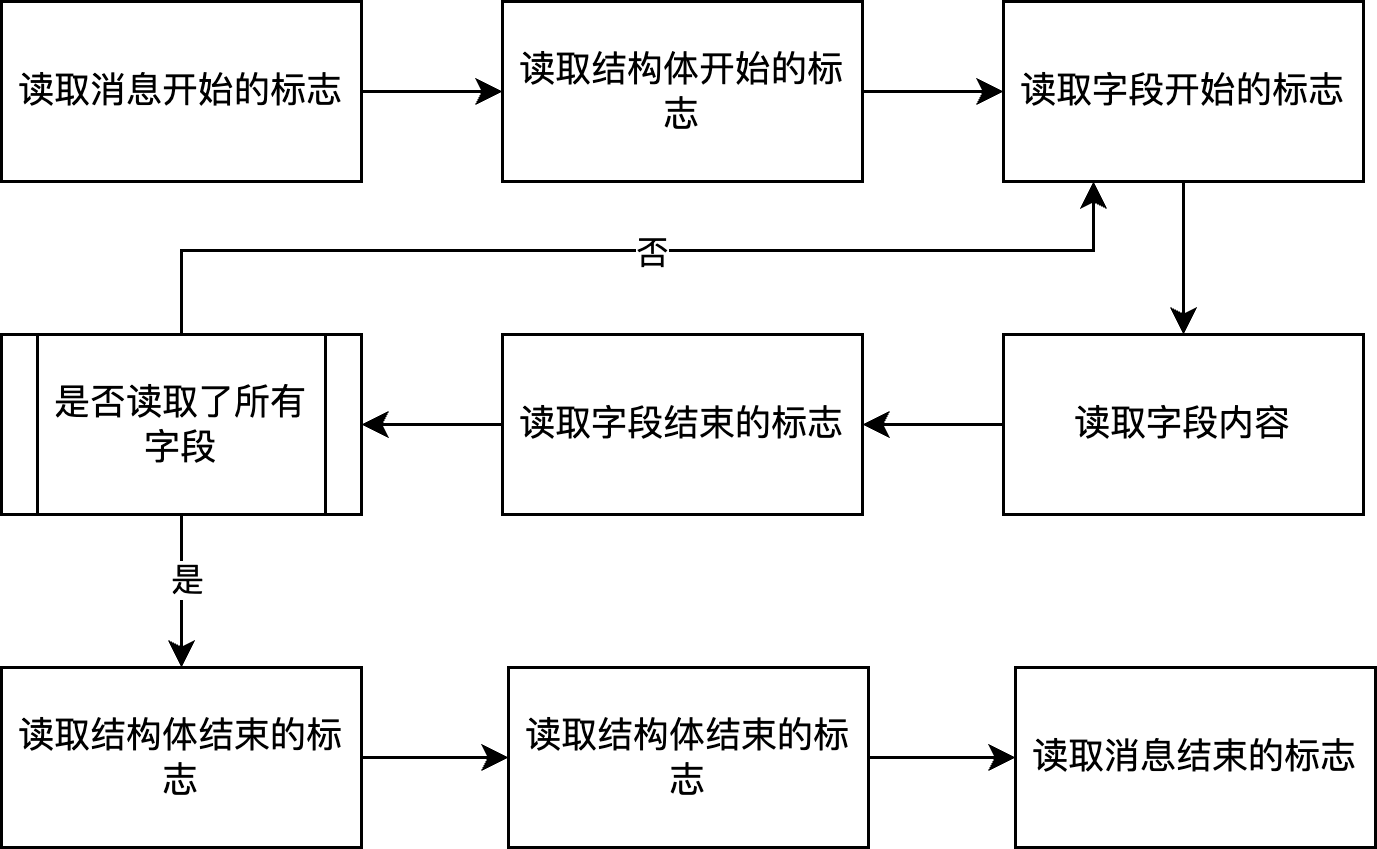 读取消息开始的标志
读取结构体开始的标
志
读取字段开始的标志
否
是否读取了所有
字段
读取字段结束的标志
读取字段内容
是
读取结构体结束的标
志
读取结构体结束的标
志
读取消息结束的标志